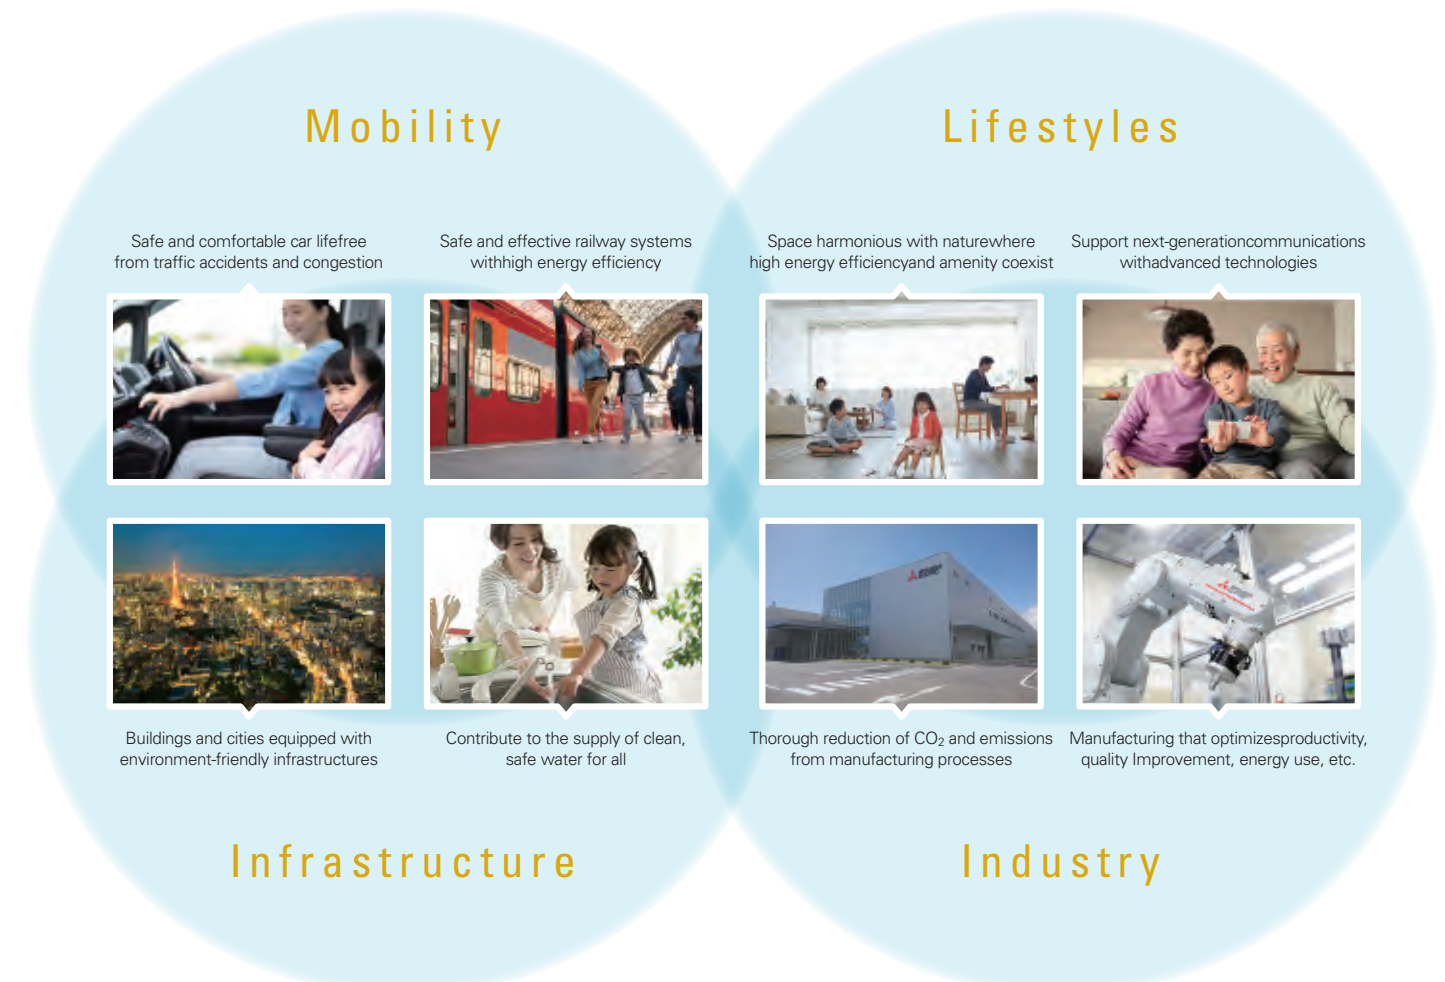 Mobility
Lifestyles
Safe and comfortable car lifefree
from traffic accidents and congestion
Safe and effective railway systems
withhigh energy efficiency
Space harmonious with naturewhere
high energy efficiencyand amenity coexist
Support next-generationcommunications
withadvanced technologies
Buildings and cities equipped with
environment-friendly infrastructures
Contribute to the supply of clean,
safe water for all
Thorough reduction of CO₂ and emissions
from manufacturing processes
Manufacturing that optimizesproductivity,
quality Improvement, energy use, etc.
Infrastructure
Industry